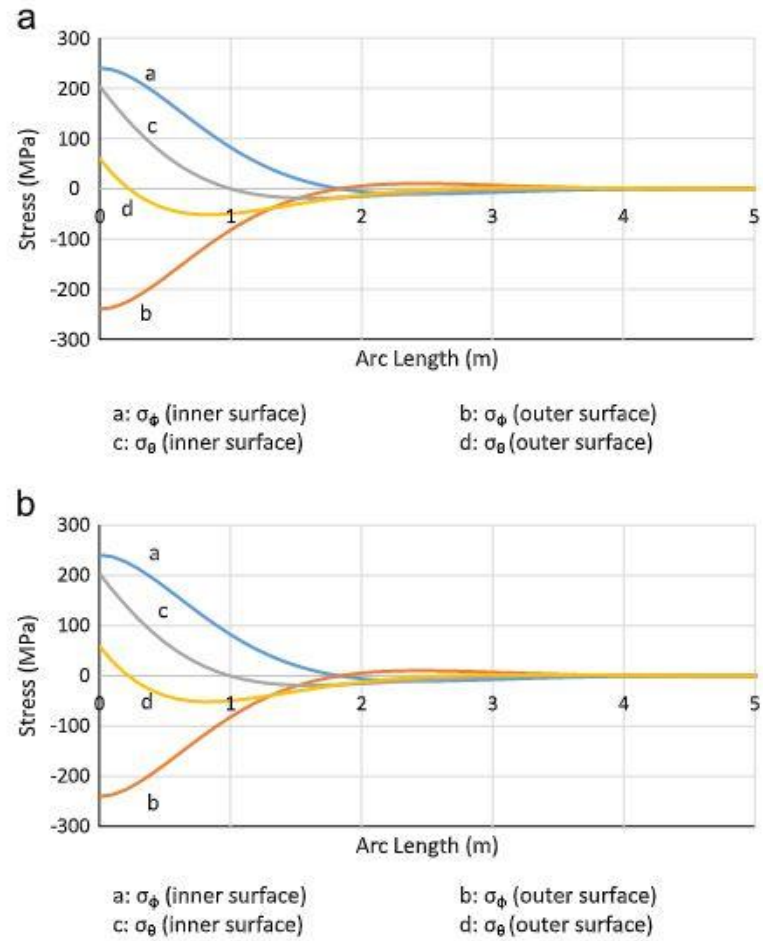 a
300
200
100
0
-100
-200
-300
Stress (MPa)
a
c
d
b
0 1 2 3 4 5
Arc Length (m)
a: σϕ (inner surface) b: σϕ (outer surface)
c: σθ (inner surface) d: σθ (outer surface)
b
300
200
100
0
-100
-200
-300
Stress (MPa)
a
c
d
b
0 1 2 3 4 5
Arc Length (m)
a: σϕ (inner surface) b: σϕ (outer surface)
c: σθ (inner surface) d: σθ (outer surface)